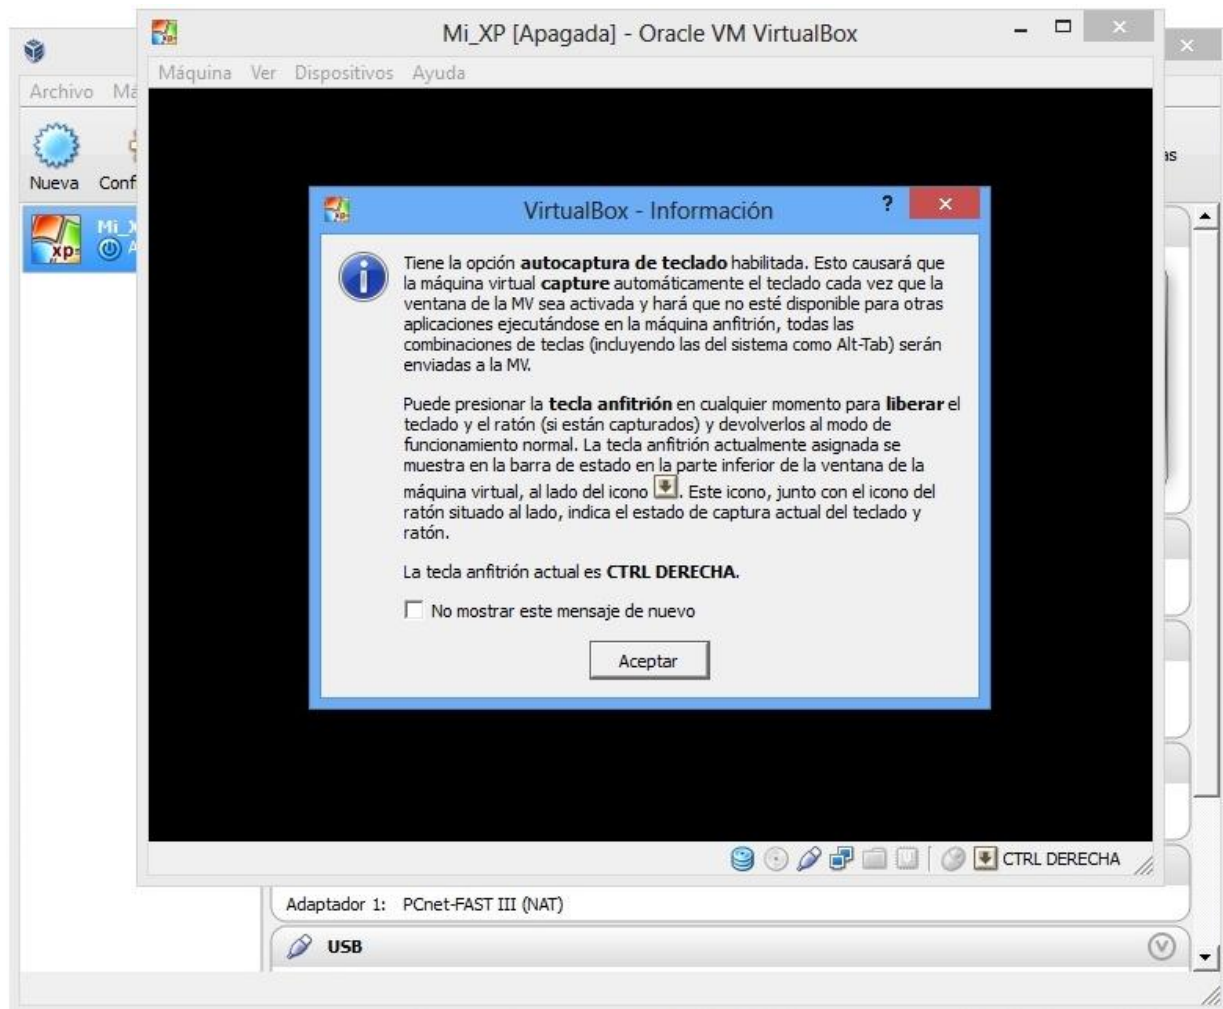 Mi_XP [Apagada] - Oracle VM VirtualBox
Máquina Ver Dispositivos Ayuda
Archivo
Nueva
VirtualBox - Información
Tiene la opción autocaptura de teclado habilitada. Esto causará que
la máquina virtual capture automáticamente el teclado cada vez que la
ventana de la MV sea activada y hará que no esté disponible para otras
aplicaciones ejecutándose en la máquina anfitrión, todas las
combinaciones de teclas (incluyendo las del sistema como Alt-Tab) serán
enviadas a la MV.
Puede presionar la tecla anfitrión en cualquier momento para liberar el
teclado y el ratón (si están capturados) y devolverlos al modo de
funcionamiento normal. La tecla anfitrión actualmente asignada se
muestra en la barra de estado en la parte inferior de la ventana de la
máquina virtual, al lado del icono . Este icono, junto con el icono del
ratón situado al lado, indica el estado de captura actual del teclado y
ratón.
La tecla anfitrión actual es CTRL DERECHA.
No mostrar este mensaje de nuevo
Aceptar
CTRL DERECHA
Adaptador 1: PCnet-FAST III (NAT)
USB